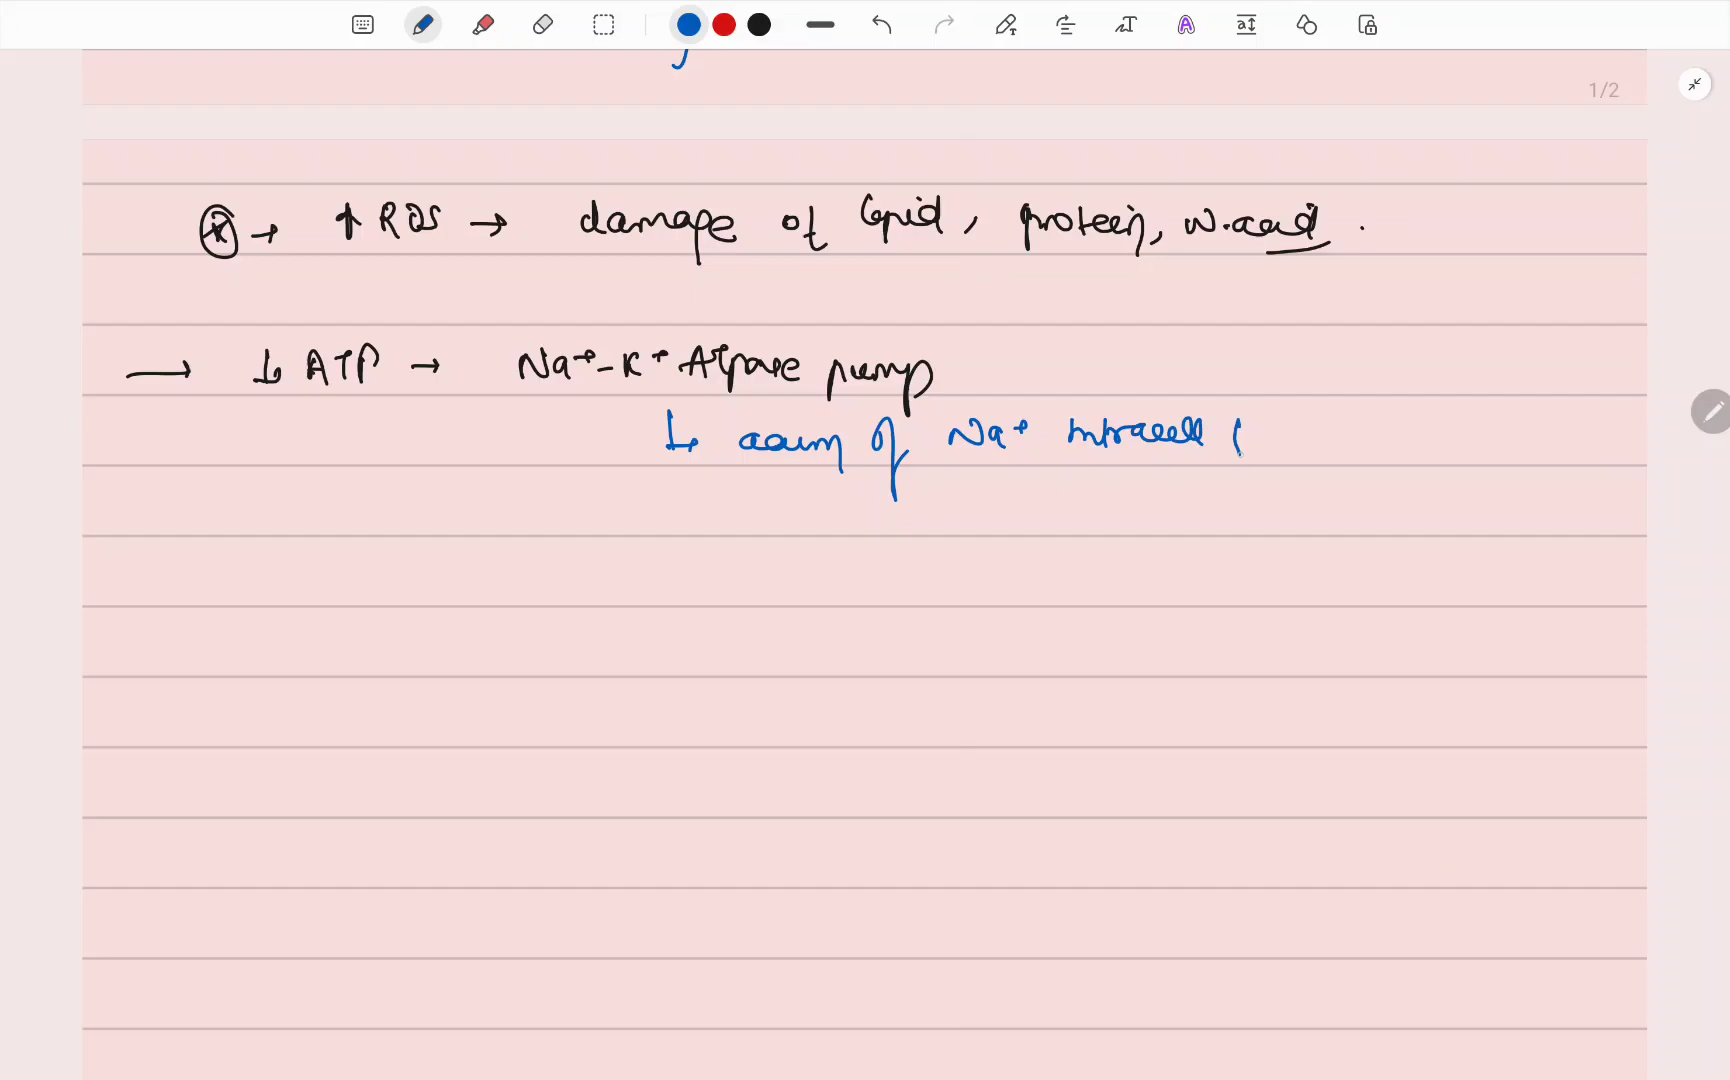 1/2
→ ↑ ROS → damage of lipid, protein, N.acid .
→ ↓ ATP → Na⁺-K⁺ ATpase pump
↳ accum of Na⁺ Intracell (